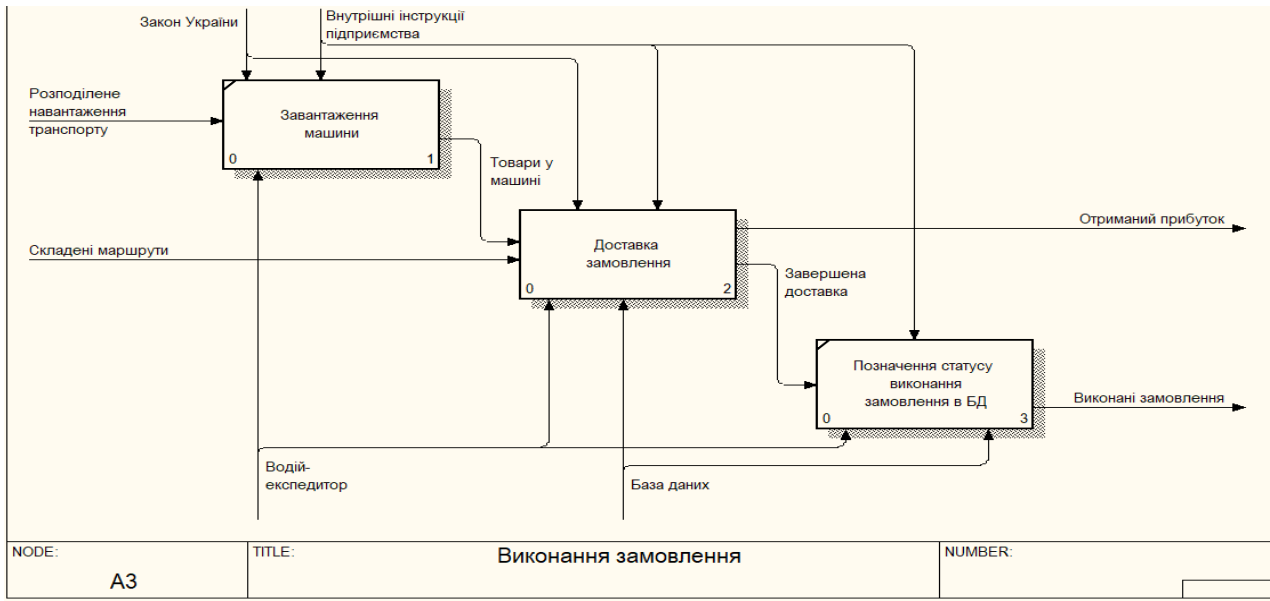 Закон України
Внутрішні інструкції
підприємства
Розподілене
навантаження
транспорту
Завантаження
машини
0
1
Товари у
машині
Складені маршрути
Доставка
замовлення
0
2
Отриманий прибуток
Завершена
доставка
Позначення статусу
виконання
замовлення в БД
0
3
Виконані замовлення
Водій-
експедитор
База даних
NODE:
A3
TITLE:
Виконання замовлення
NUMBER: